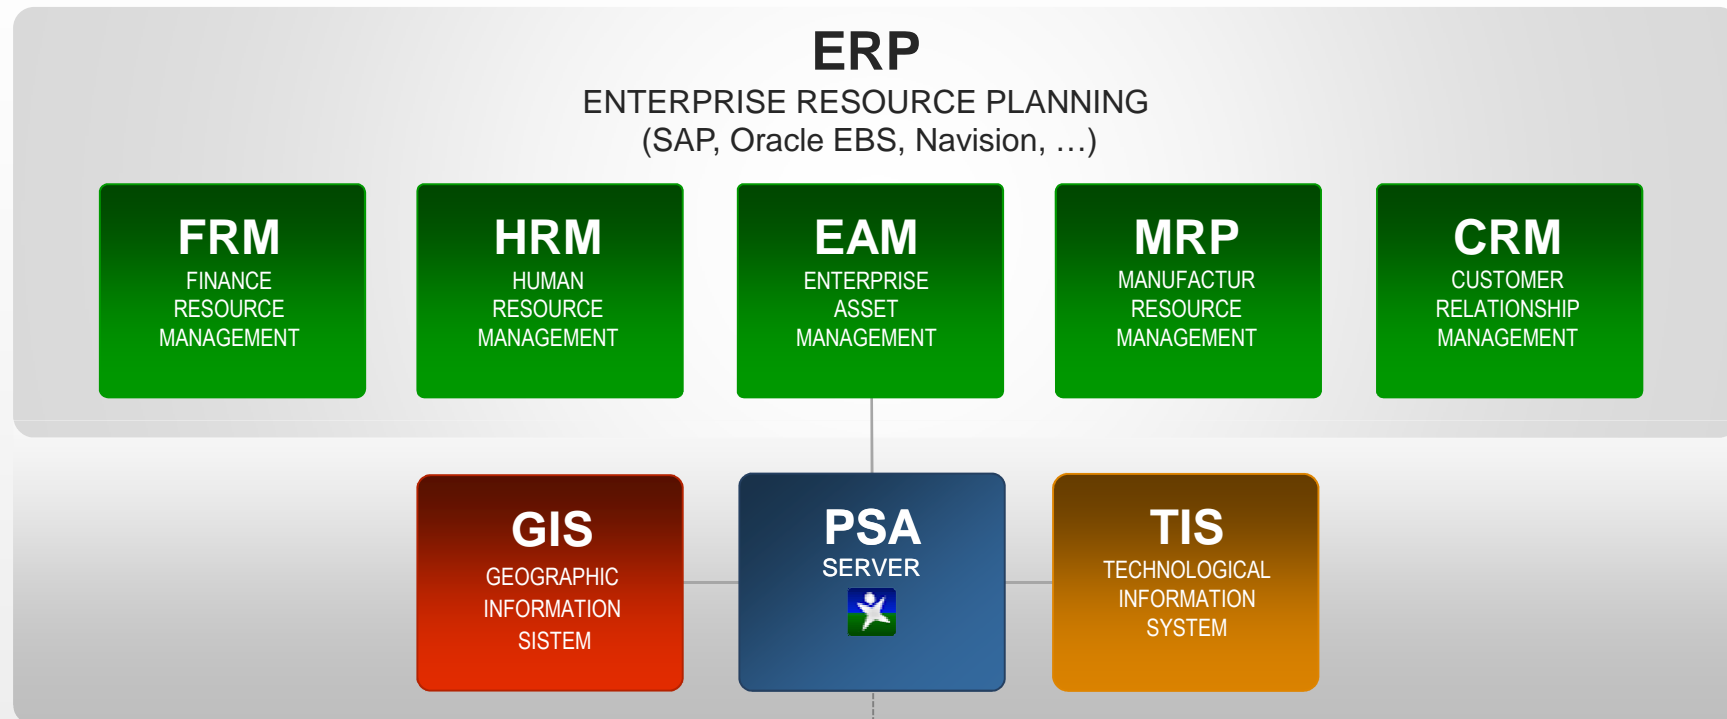 ERP
ENTERPRISE RESOURCE PLANNING
(SAP, Oracle EBS, Navision, …)
FRM
FINANCE
RESOURCE
MANAGEMENT
HRM
HUMAN
RESOURCE
MANAGEMENT
EAM
ENTERPRISE
ASSET
MANAGEMENT
MRP
MANUFACTUR
RESOURCE
MANAGEMENT
CRM
CUSTOMER
RELATIONSHIP
MANAGEMENT
GIS
GEOGRAPHIC
INFORMATION
SISTEM
PSA
SERVER
TIS
TECHNOLOGICAL
INFORMATION
SYSTEM